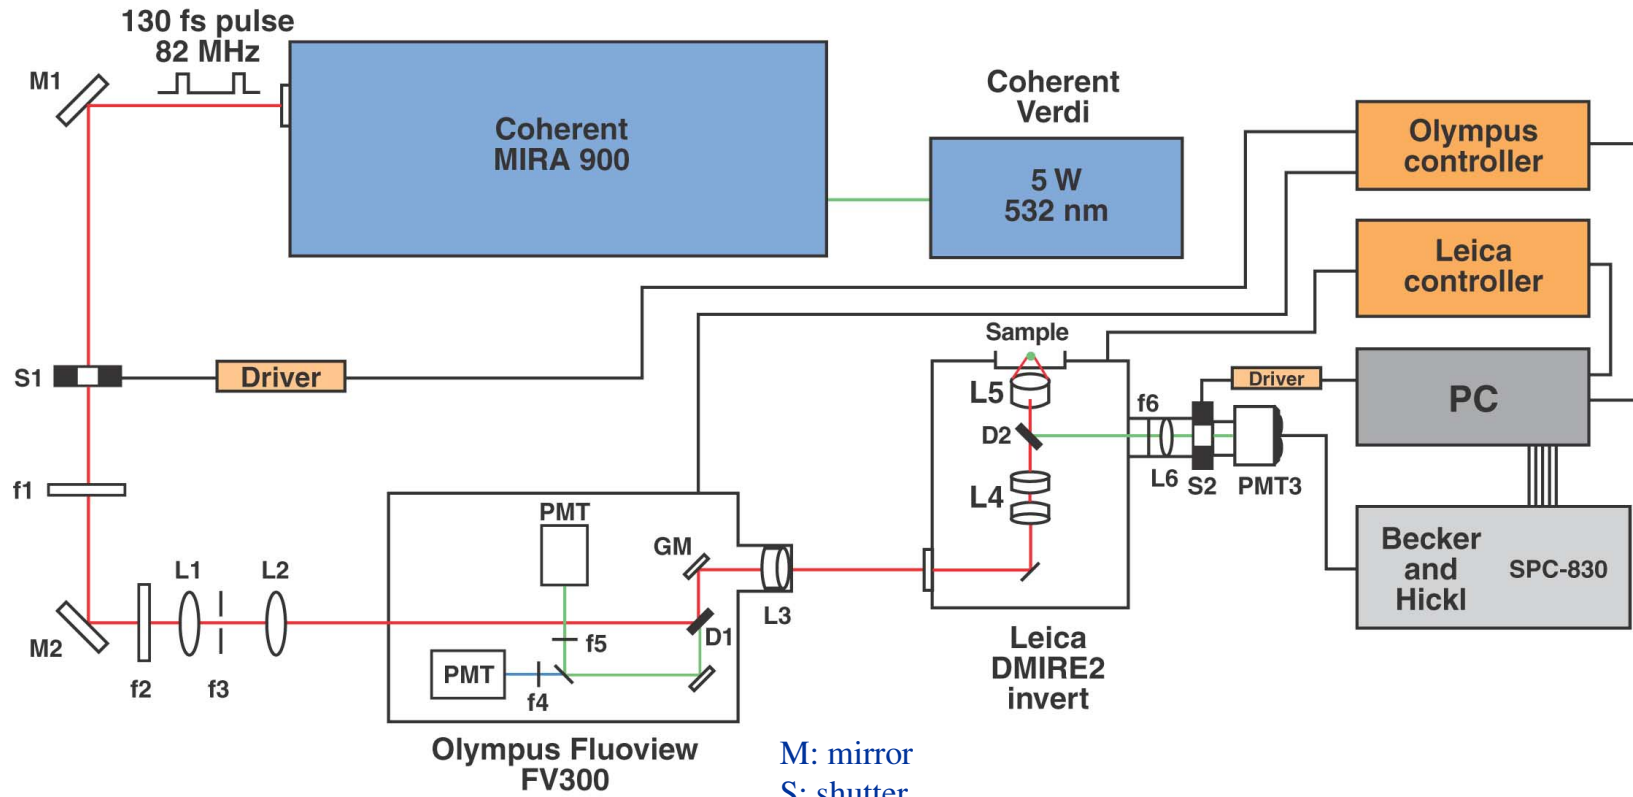 130 fs pulse
82 MHz
M1
Coherent
MIRA 900
Coherent
Verdi
5 W
532 nm
Olympus
controller
Leica
controller
S1
Driver
Sample
L5
f6
Driver
PC
D2
L4
L6
S2
PMT3
f1
PMT
GM
Becker
and
Hickl
SPC-830
L1
L2
L3
M2
f2
f3
f5
D1
PMT
f4
Leica
DMIRE2
invert
Olympus Fluoview
FV300
M: mirror
S: shutter